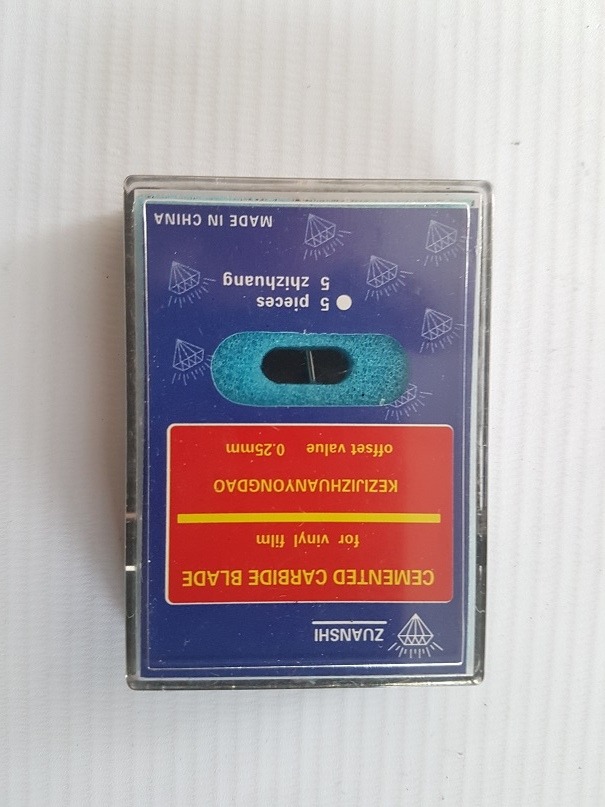 ZUANSHI
CEMENTED CARBIDE BLADE
for vinyl film
KEZIJIZHUANYONGDAO
offset value 0.25mm
5 pieces
5 zhizhuang
MADE IN CHINA